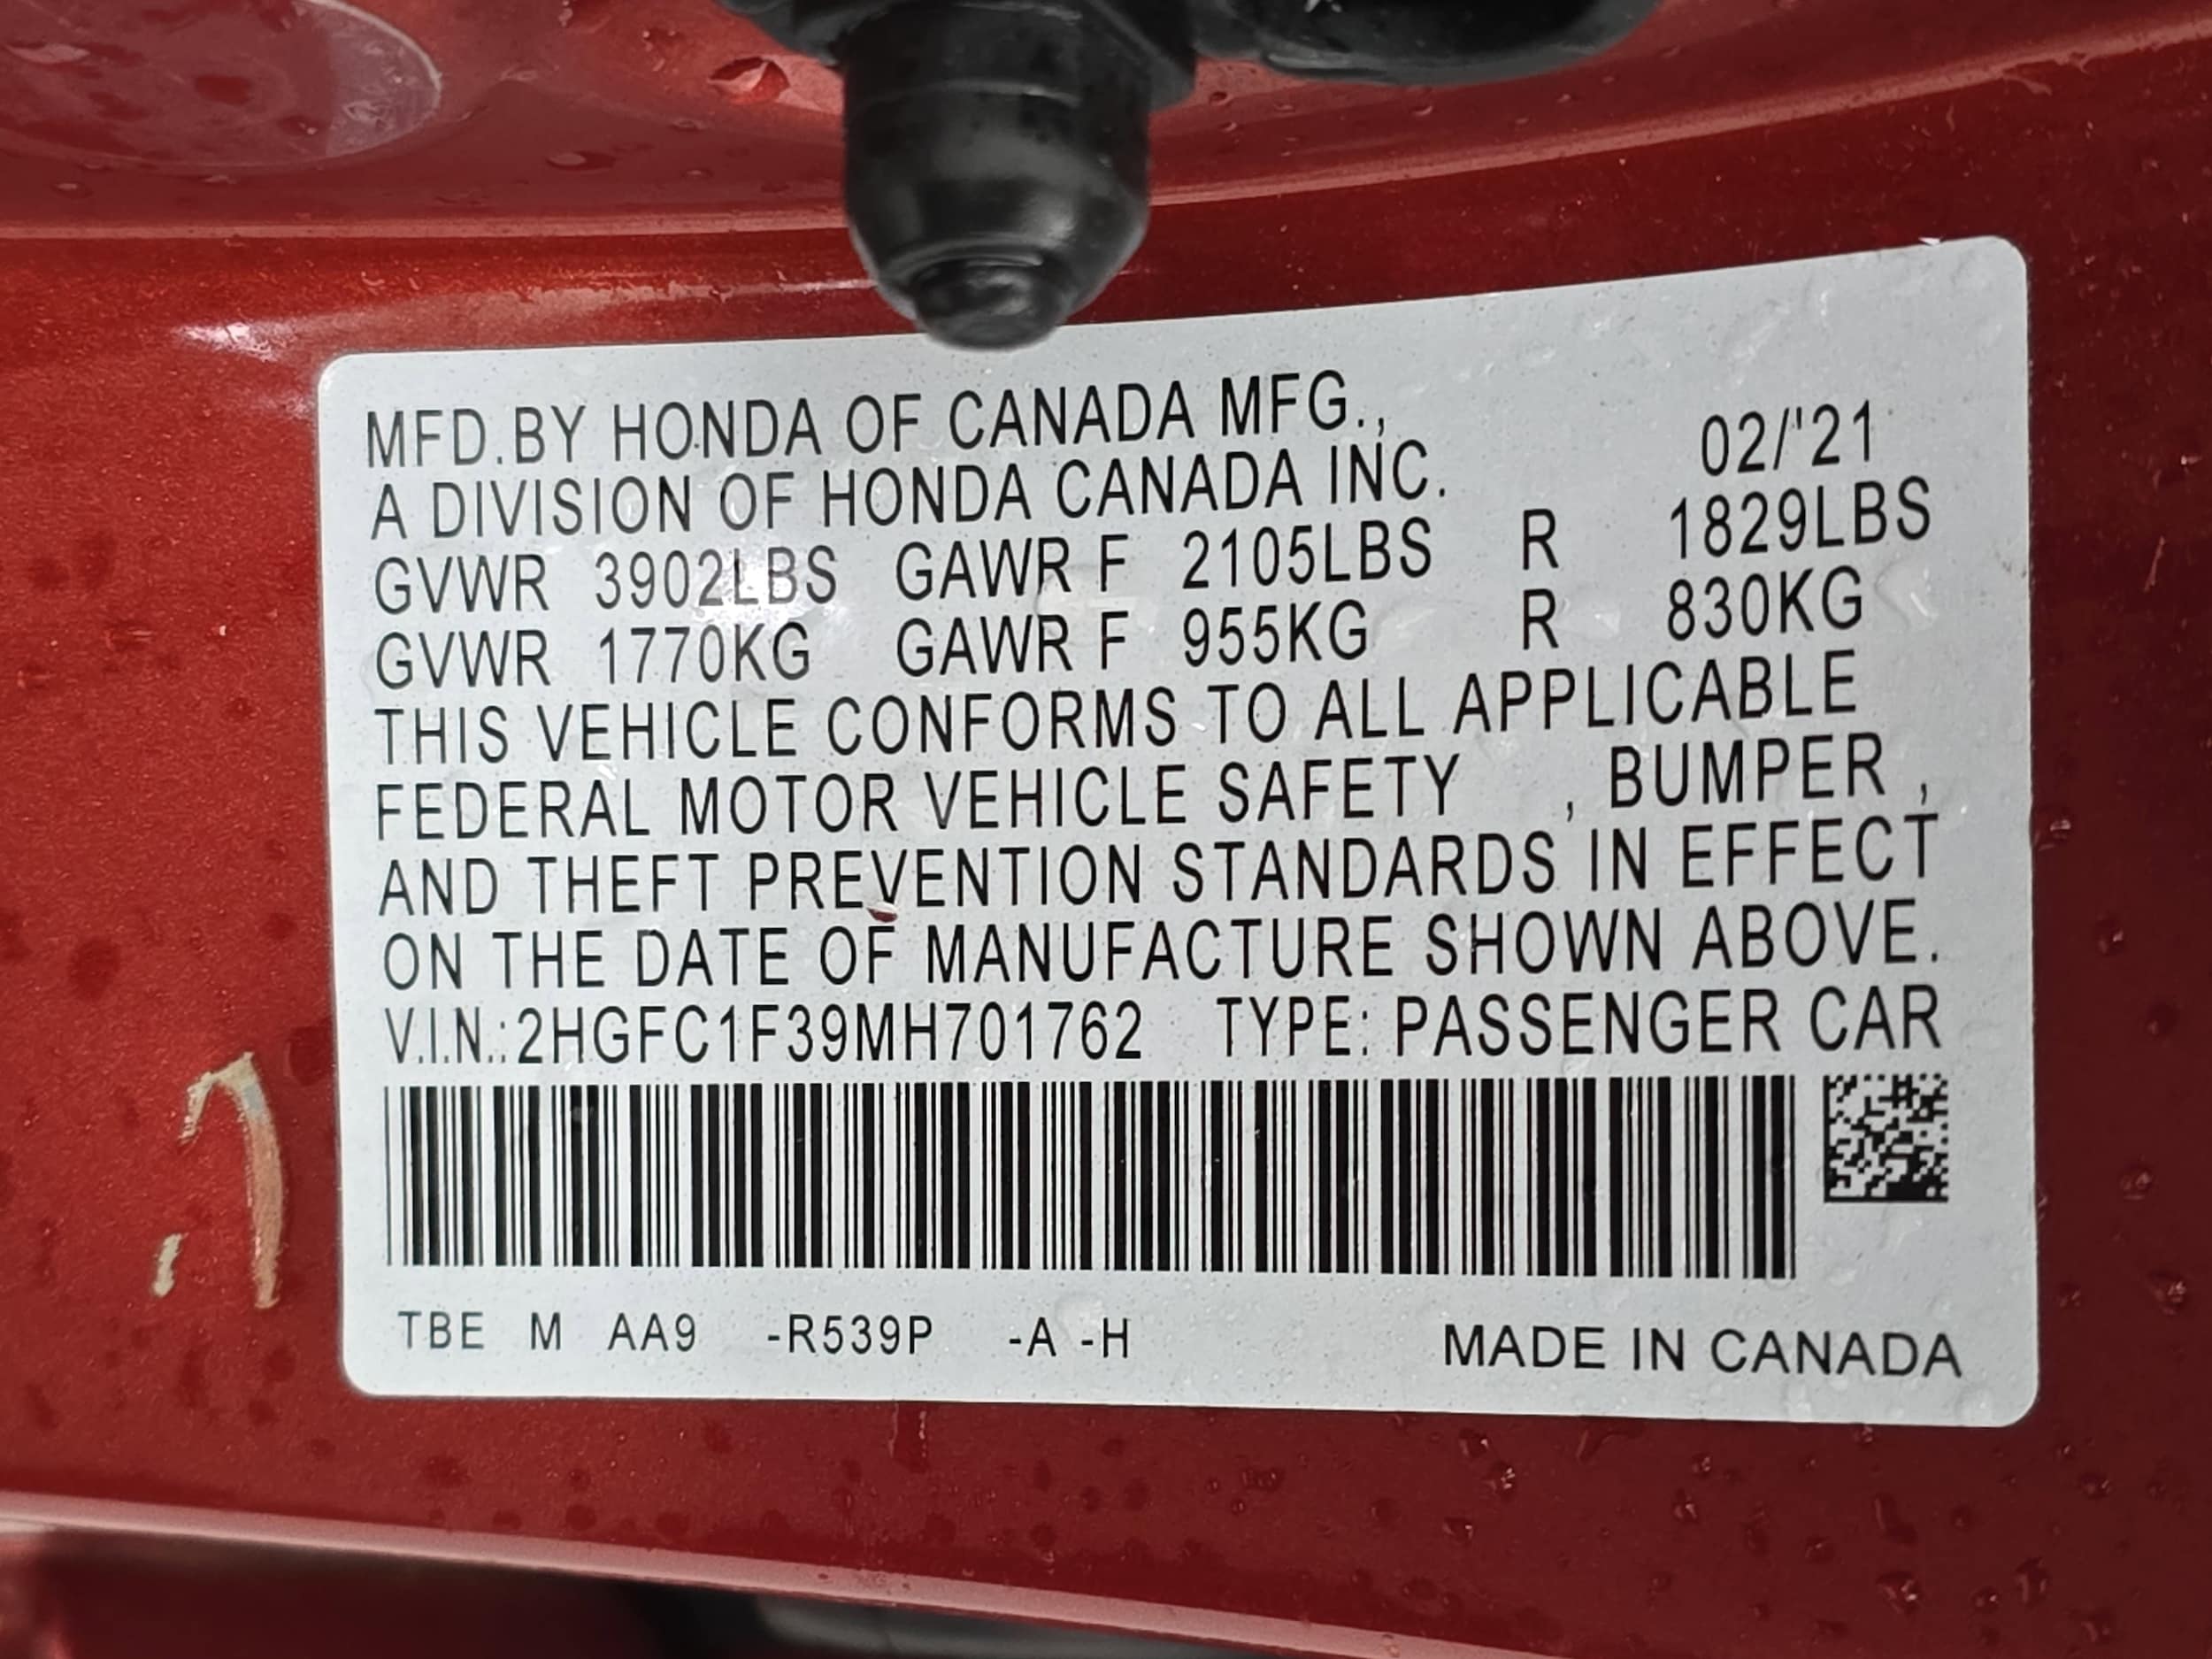 MFD.BY HONDA OF CANADA MFG.,
A DIVISION OF HONDA CANADA INC. 02/'21
GVWR 3902LBS GAWR F 2105LBS R 1829LBS
GVWR 1770KG GAWR F 955KG R 830KG
THIS VEHICLE CONFORMS TO ALL APPLICABLE
FEDERAL MOTOR VEHICLE SAFETY , BUMPER ,
AND THEFT PREVENTION STANDARDS IN EFFECT
ON THE DATE OF MANUFACTURE SHOWN ABOVE.
V.I.N.:2HGFC1F39MH701762 TYPE: PASSENGER CAR
TBE M AA9 -R539P -A -H MADE IN CANADA